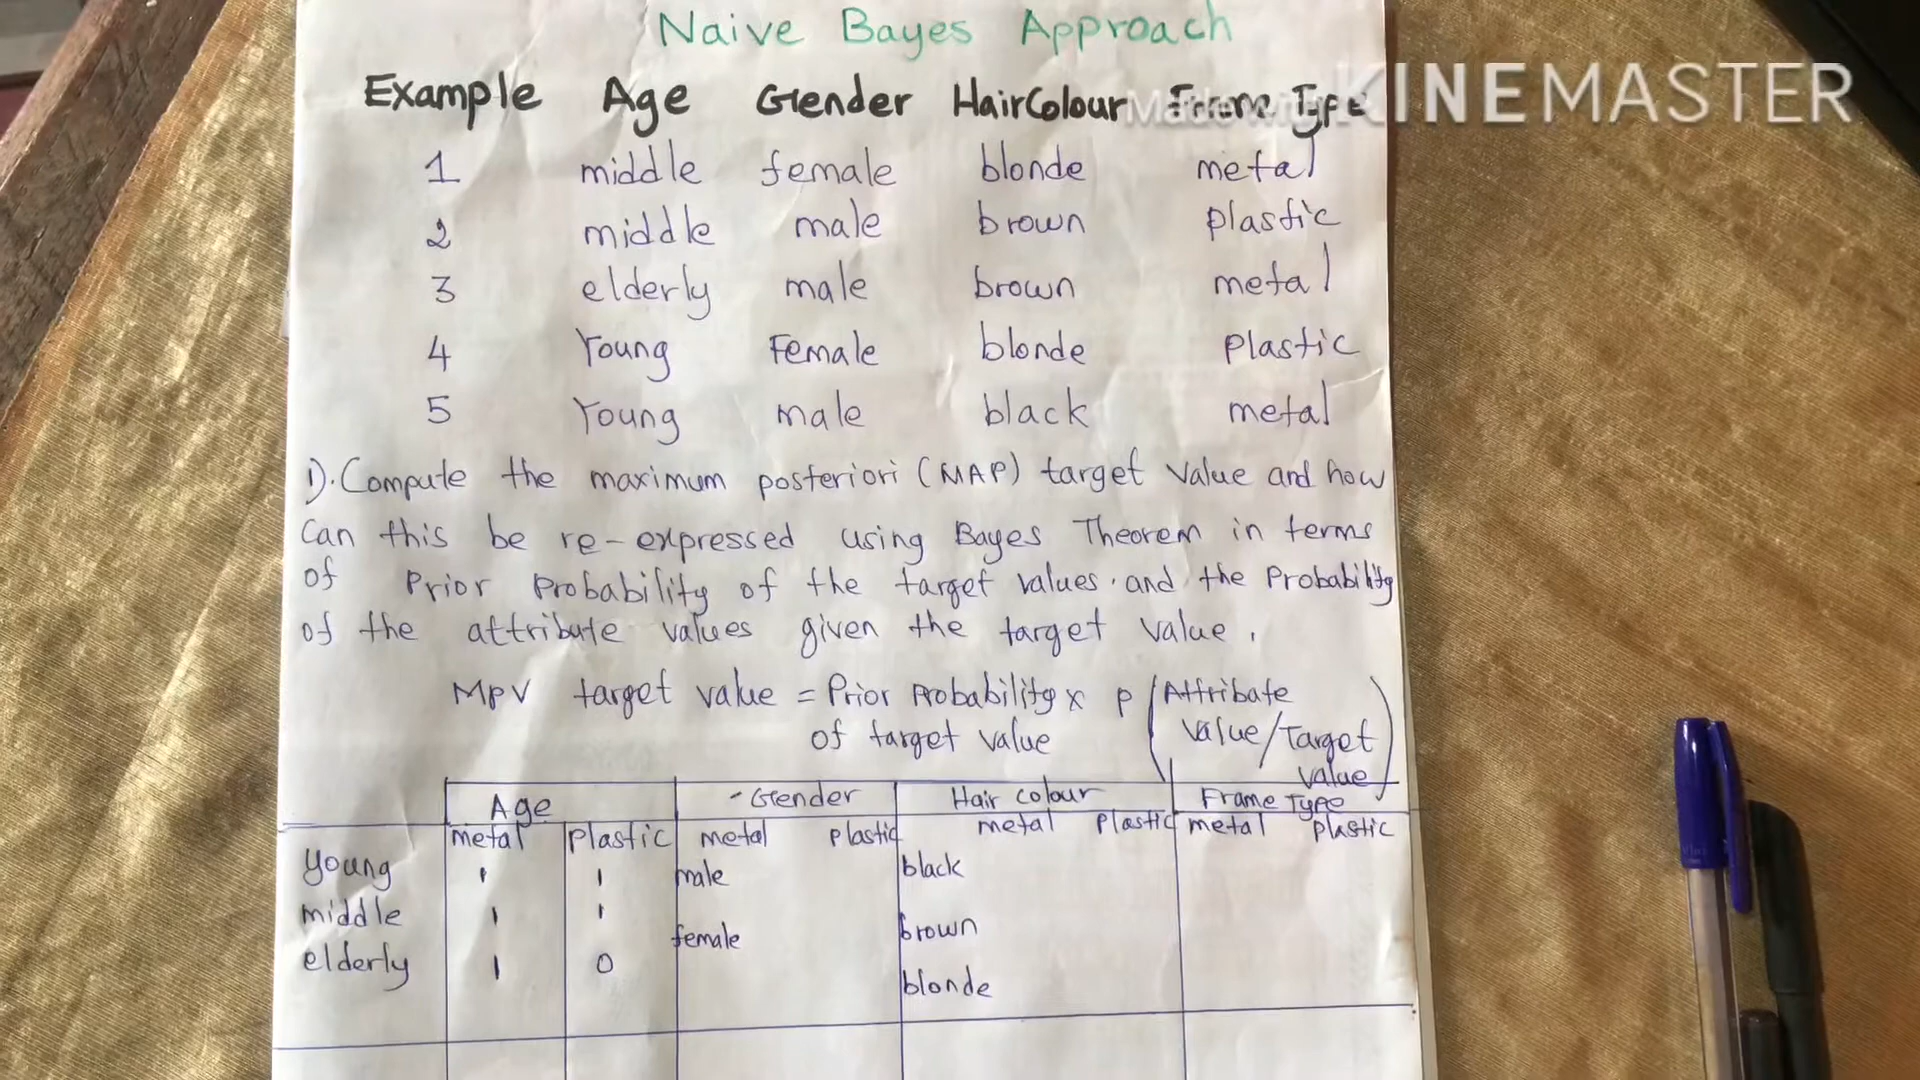 Naive Bayes Approach
Made with KINEMASTER
Example Age Gender HairColour Frame Type
1 middle female blonde metal
2 middle male brown plastic
3 elderly male brown metal
4 Young Female blonde plastic
5 Young male black metal
1). Compute the maximum posteriori (MAP) target value and how
can this be re-expressed using Bayes Theorem in terms
of Prior Probability of the target values. and the Probability
of the attribute values given the target value.
MPV target value = Prior Probability x P (Attribute
of target value Value/Target
value)
Age - Gender Hair colour Frame Type
metal Plastic metal plastic metal Plastic metal plastic
young 1 1 male black
middle 1 1 female brown
elderly 1 0 blonde